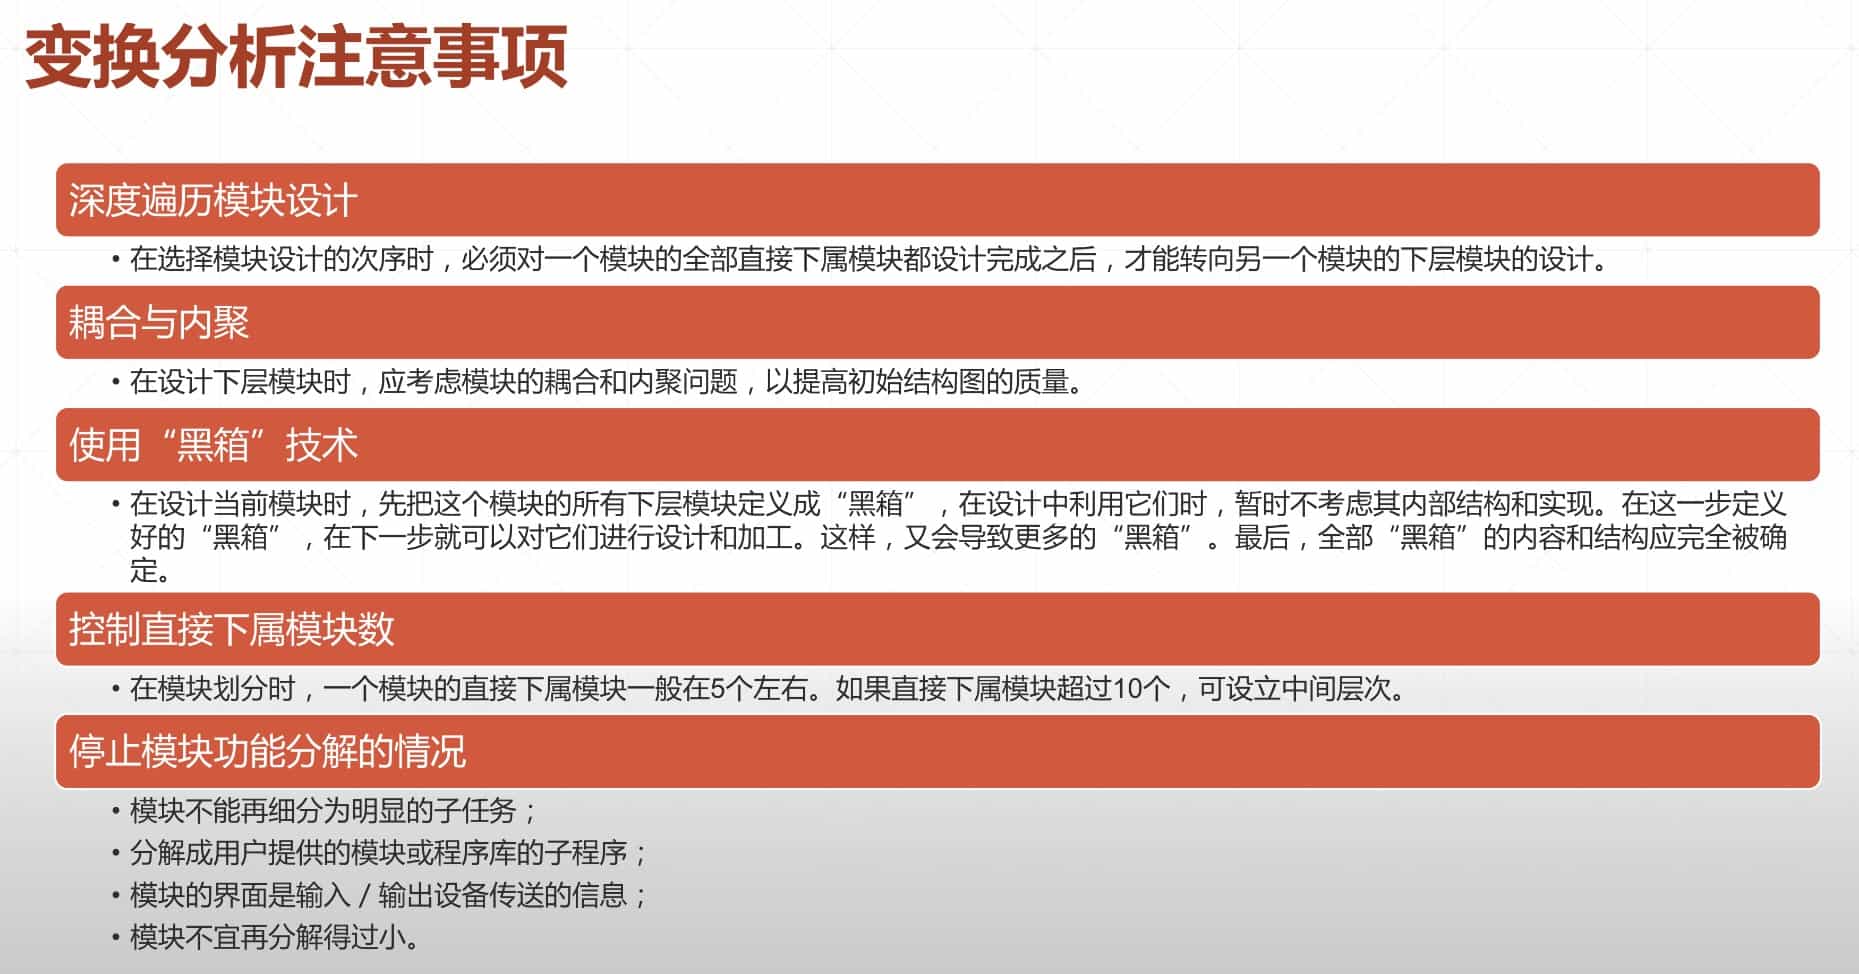 变换分析注意事项
深度遍历模块设计
• 在选择模块设计的次序时，必须对一个模块的全部直接下属模块都设计完成之后，才能转向另一个模块的下层模块的设计。
耦合与内聚
• 在设计下层模块时，应考虑模块的耦合和内聚问题，以提高初始结构图的质量。
使用“黑箱”技术
• 在设计当前模块时，先把这个模块的所有下层模块定义成“黑箱”，在设计中利用它们时，暂时不考虑其内部结构和实现。在这一步定义
好的“黑箱”，在下一步就可以对它们进行设计和加工。这样，又会导致更多的“黑箱”。最后，全部“黑箱”的内容和结构应完全被确
定。
控制直接下属模块数
• 在模块划分时，一个模块的直接下属模块一般在5个左右。如果直接下属模块超过10个，可设立中间层次。
停止模块功能分解的情况
• 模块不能再细分为明显的子任务；
• 分解成用户提供的模块或程序库的子程序；
• 模块的界面是输入／输出设备传送的信息；
• 模块不宜再分解得过小。